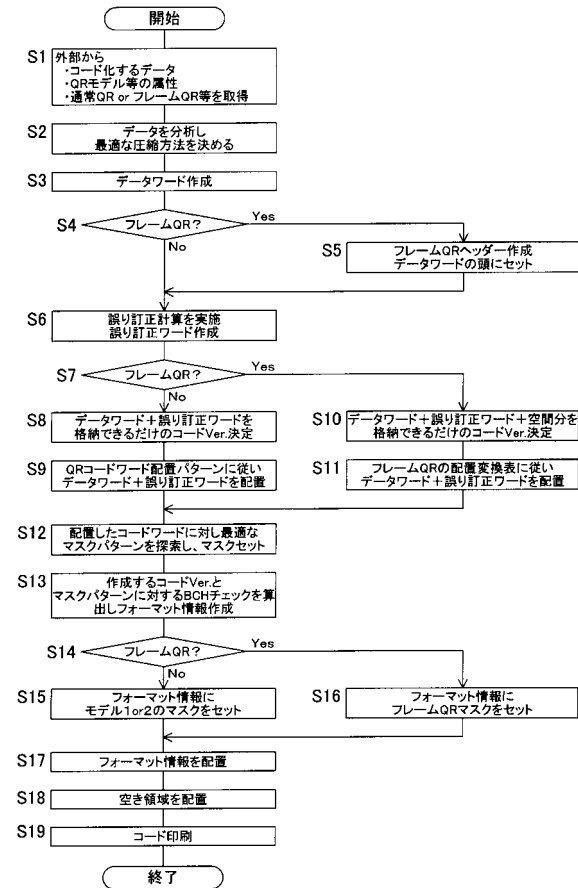 開始
S1
外部から
・コード化するデータ
・QRモデル等の属性
・通常QR or フレームQR等を取得
S2
データを分析し
最適な圧縮方法を決める
S3
データワード作成
S4
フレームQR?
Yes
No
S5
フレームQRヘッダー作成
データワードの頭にセット
S6
誤り訂正計算を実施
誤り訂正ワード作成
S7
フレームQR?
Yes
No
S8
データワード+誤り訂正ワードを
格納できるだけのコードVer.決定
S10
データワード+誤り訂正ワード+空間分を
格納できるだけのコードVer.決定
S9
QRコードワード配置パターンに従い
データワード+誤り訂正ワードを配置
S11
フレームQRの配置変換表に従い
データワード+誤り訂正ワードを配置
S12
配置したコードワードに対し最適な
マスクパターンを探索し、マスクセット
S13
作成するコードVer.と
マスクパターンに対するBCHチェックを算
出しフォーマット情報作成
S14
フレームQR?
Yes
No
S15
フォーマット情報に
モデル1or2のマスクをセット
S16
フォーマット情報に
フレームQRマスクをセット
S17
フォーマット情報を配置
S18
空き領域を配置
S19
コード印刷
終了